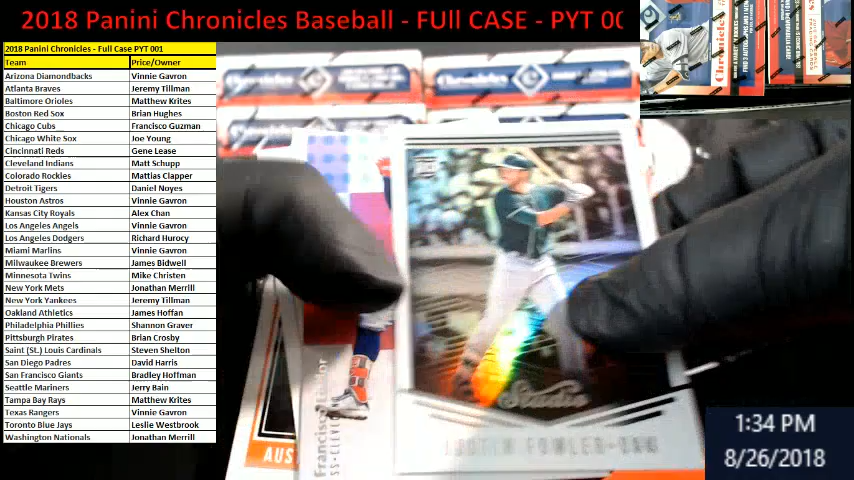 2018 Panini Chronicles Baseball - FUll CASE - PYT 00
2018 Panini Chronicles - Full Case PYT 001
Team Price/Owner
Arizona Diamondbacks Vinnie Gavron
Atlanta Braves Jeremy Tillman
Baltimore Orioles Matthew Krites
Boston Red Sox Brian Hughes
Chicago Cubs Francisco Guzman
Chicago White Sox Joe Young
Cincinnati Reds Gene Lease
Cleveland Indians Matt Schupp
Colorado Rockies Mattias Clapper
Detroit Tigers Daniel Noyes
Houston Astros Vinnie Gavron
Kansas City Royals Alex Chan
Los Angeles Angels Vinnie Gavron
Los Angeles Dodgers Richard Hurocy
Miami Marlins Vinnie Gavron
Milwaukee Brewers James Bidwell
Minnesota Twins Mike Christen
New York Mets Jonathan Merrill
New York Yankees Jeremy Tillman
Oakland Athletics James Hoffan
Philadelphia Phillies Shannon Graver
Pittsburgh Pirates Brian Crosby
Saint (St.) Louis Cardinals Steven Shelton
San Diego Padres David Harris
San Francisco Giants Bradley Hoffman
Seattle Mariners Jerry Bain
Tampa Bay Rays Matthew Krites
Texas Rangers Vinnie Gavron
Toronto Blue Jays Leslie Westbrook
Washington Nationals Jonathan Merrill
Chronicles
Studio
DUSTIN FOWLER-OAK
Francisco
SS-CLEVEL
AUS
1:34 PM
8/26/2018